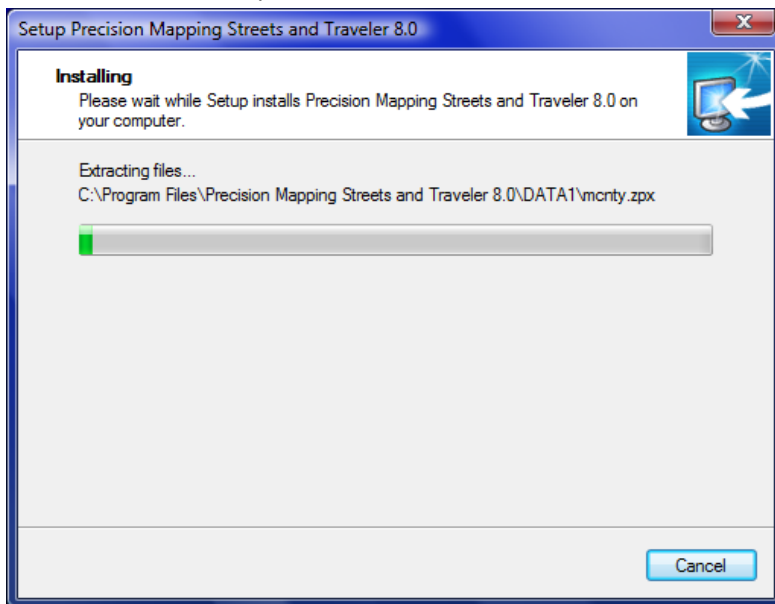 Setup Precision Mapping Streets and Traveler 8.0
Installing
Please wait while Setup installs Precision Mapping Streets and Traveler 8.0 on
your computer.
Extracting files...
C:\Program Files\Precision Mapping Streets and Traveler 8.0\DATA1\mcnty.zpx
Cancel